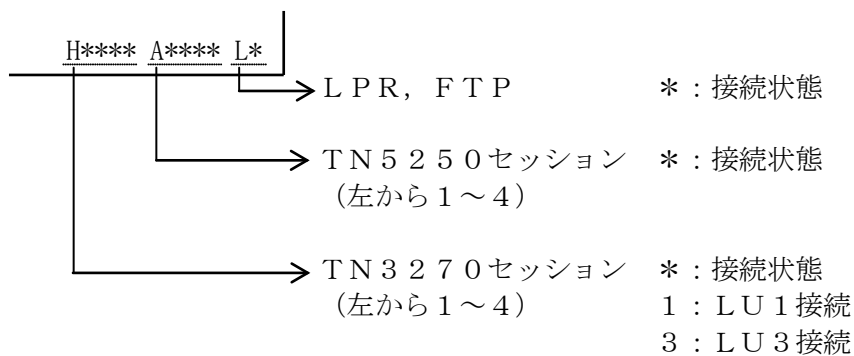 H**** A**** L*
LPR，FTP　　　　＊：接続状態
TN5250セッション　＊：接続状態
（左から１～４）
TN3270セッション　＊：接続状態
（左から１～４）　　　１：LU1接続
３：LU3接続